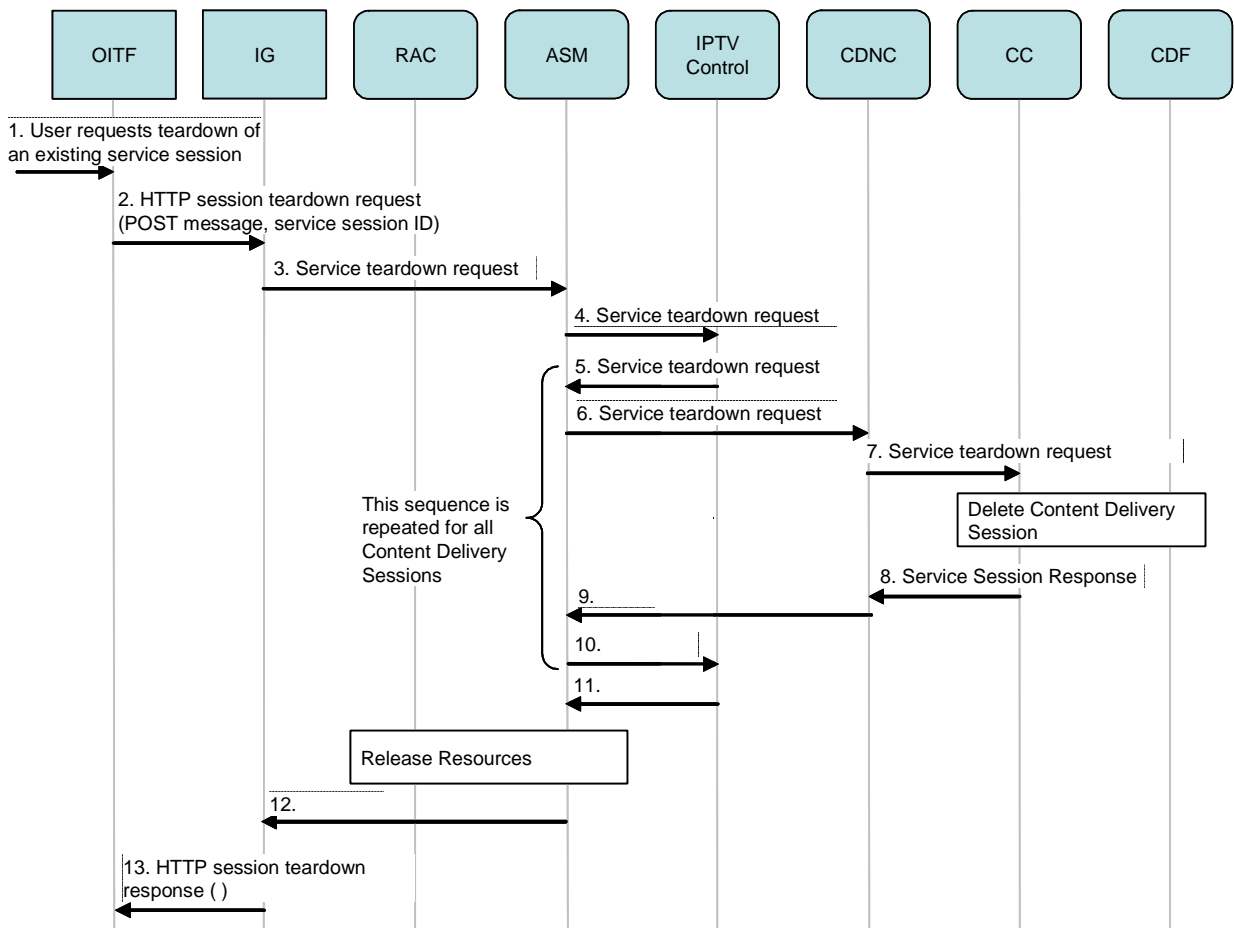 OITF
IG
RAC
ASM
IPTV
Control
CDNC
CC
CDF
1. User requests teardown of
an existing service session
2. HTTP session teardown request
(POST message, service session ID)
3. Service teardown request
4. Service teardown request
5. Service teardown request
6. Service teardown request
7. Service teardown request
This sequence is
repeated for all
Content Delivery
Sessions
Delete Content Delivery
Session
8. Service Session Response
9.
10.
11.
Release Resources
12.
13. HTTP session teardown
response ( )